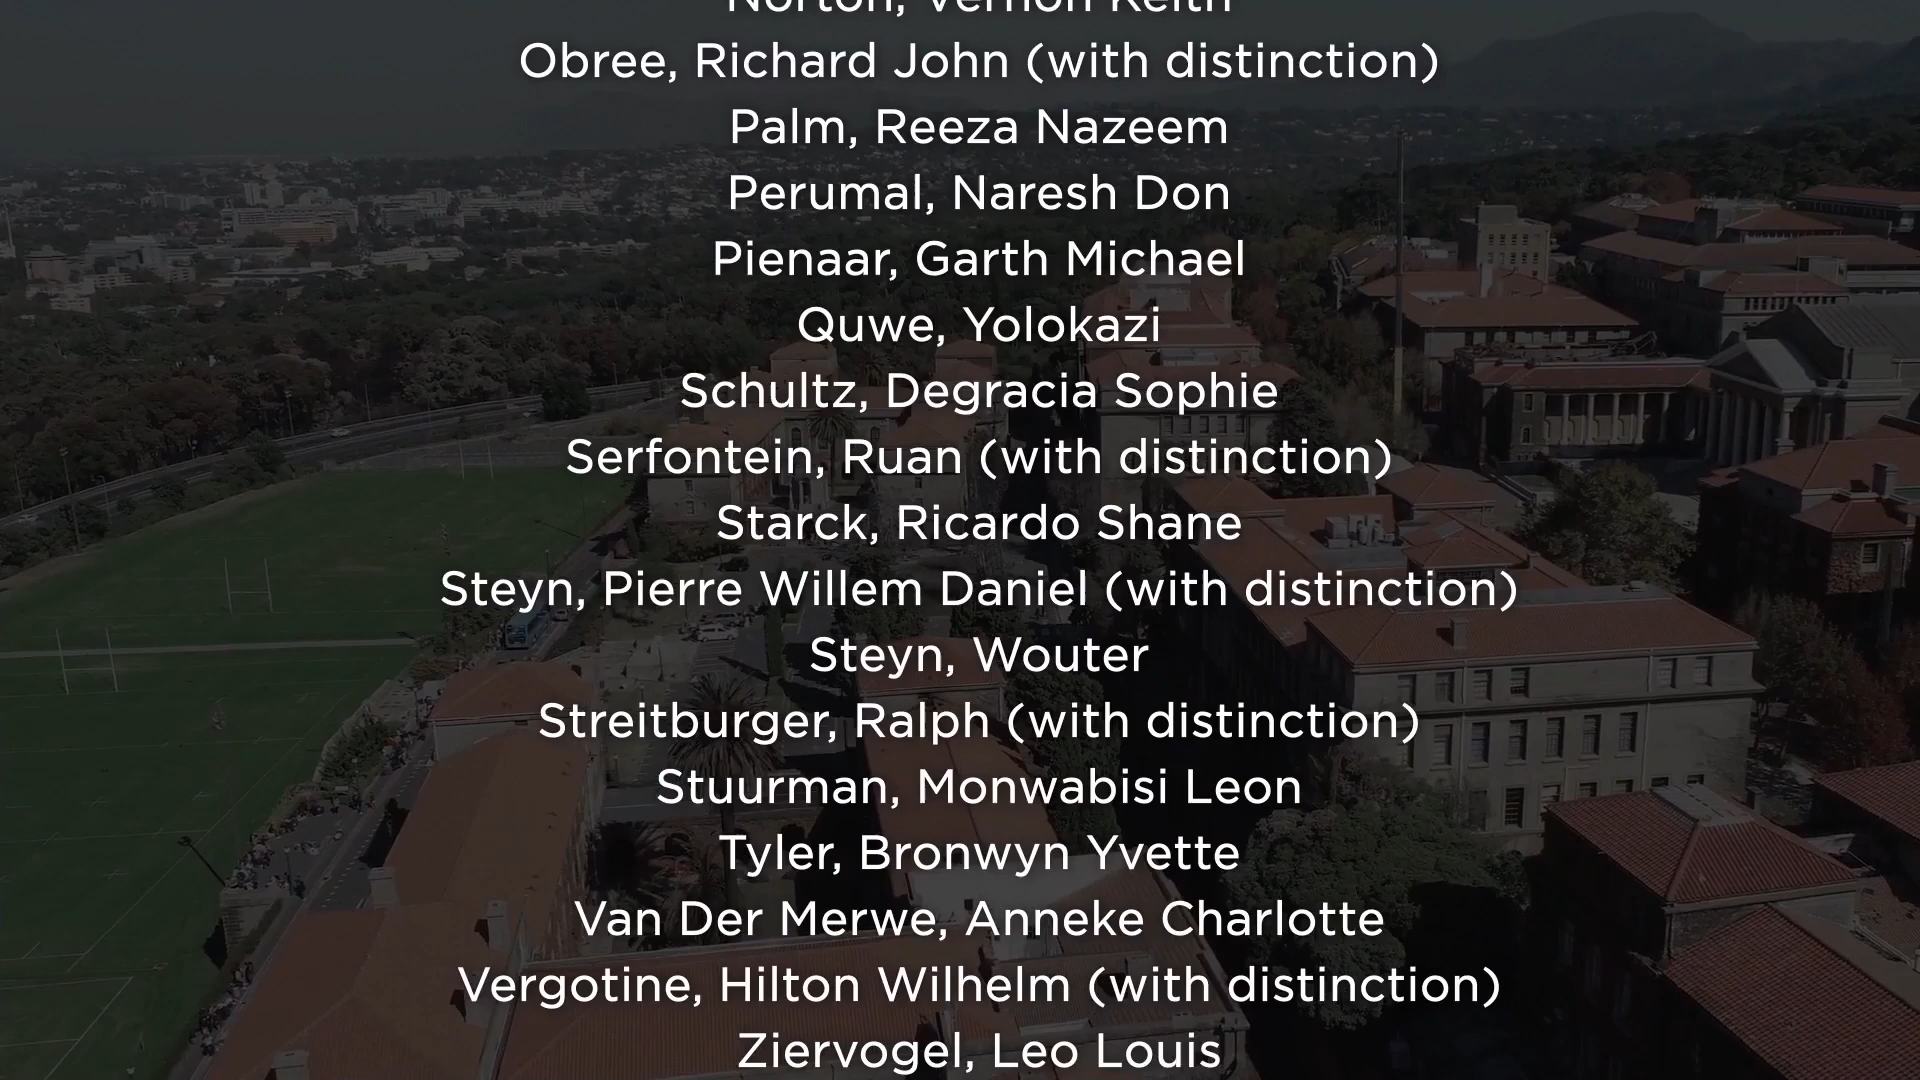 Norton, Vernon Keith
Obree, Richard John (with distinction)
Palm, Reeza Nazeem
Perumal, Naresh Don
Pienaar, Garth Michael
Quwe, Yolokazi
Schultz, Degracia Sophie
Serfontein, Ruan (with distinction)
Starck, Ricardo Shane
Steyn, Pierre Willem Daniel (with distinction)
Steyn, Wouter
Streitburger, Ralph (with distinction)
Stuurman, Monwabisi Leon
Tyler, Bronwyn Yvette
Van Der Merwe, Anneke Charlotte
Vergotine, Hilton Wilhelm (with distinction)
Ziervogel, Leo Louis